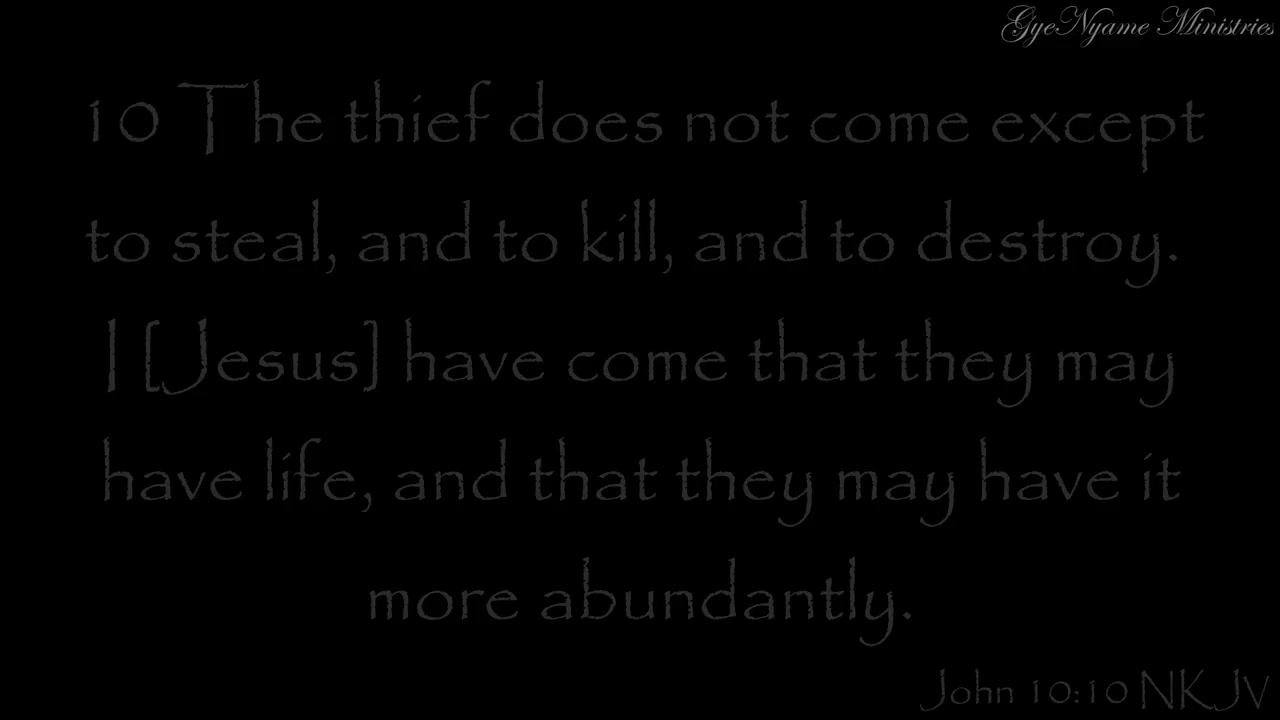 GyeNyame Ministries
10 The thief does not come except
to steal, and to kill, and to destroy.
I [Jesus] have come that they may
have life, and that they may have it
more abundantly.
John 10:10 NKJV